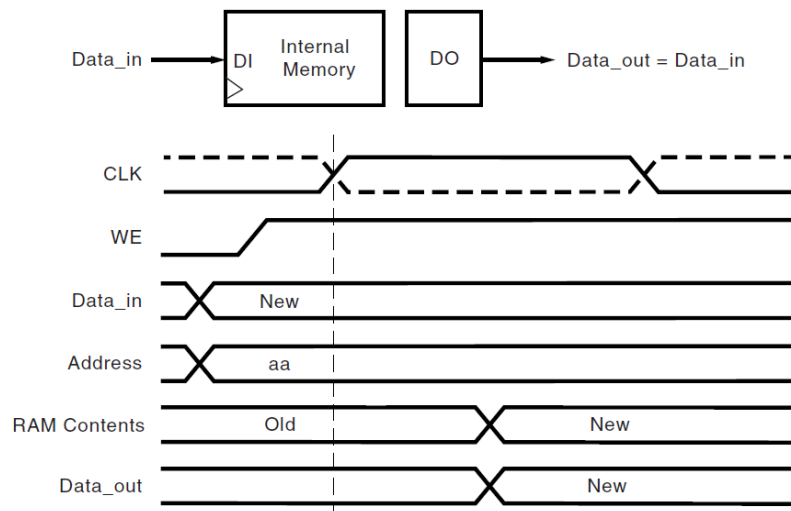 Data_in
DI
Internal
Memory
DO
Data_out = Data_in
CLK
WE
Data_in
New
Address
aa
RAM Contents
Old
New
Data_out
New